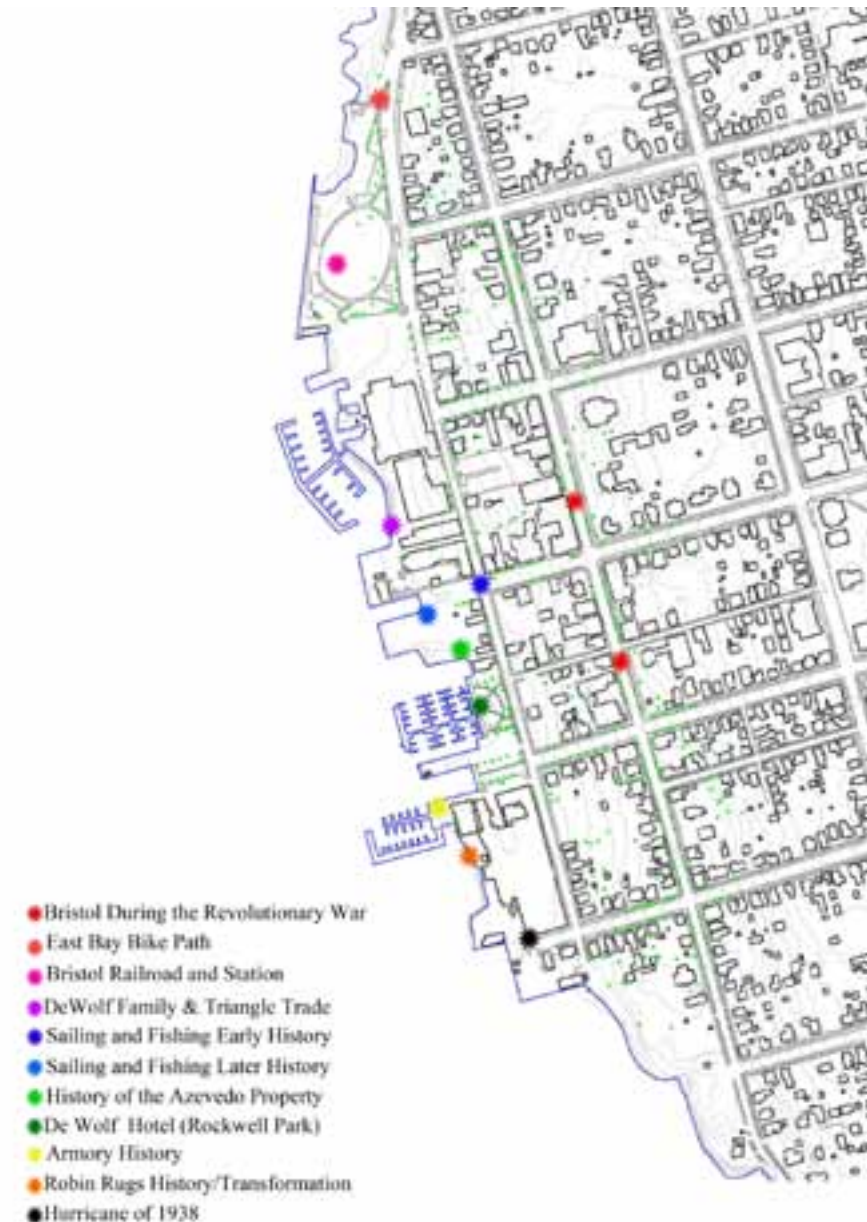 Bristol During the Revolutionary War
East Bay Bike Path
Bristol Railroad and Station
DeWolf Family & Triangle Trade
Sailing and Fishing Early History
Sailing and Fishing Later History
History of the Azevedo Property
De Wolf Hotel (Rockwell Park)
Armory History
Robin Rugs History/Transformation
Hurricane of 1938